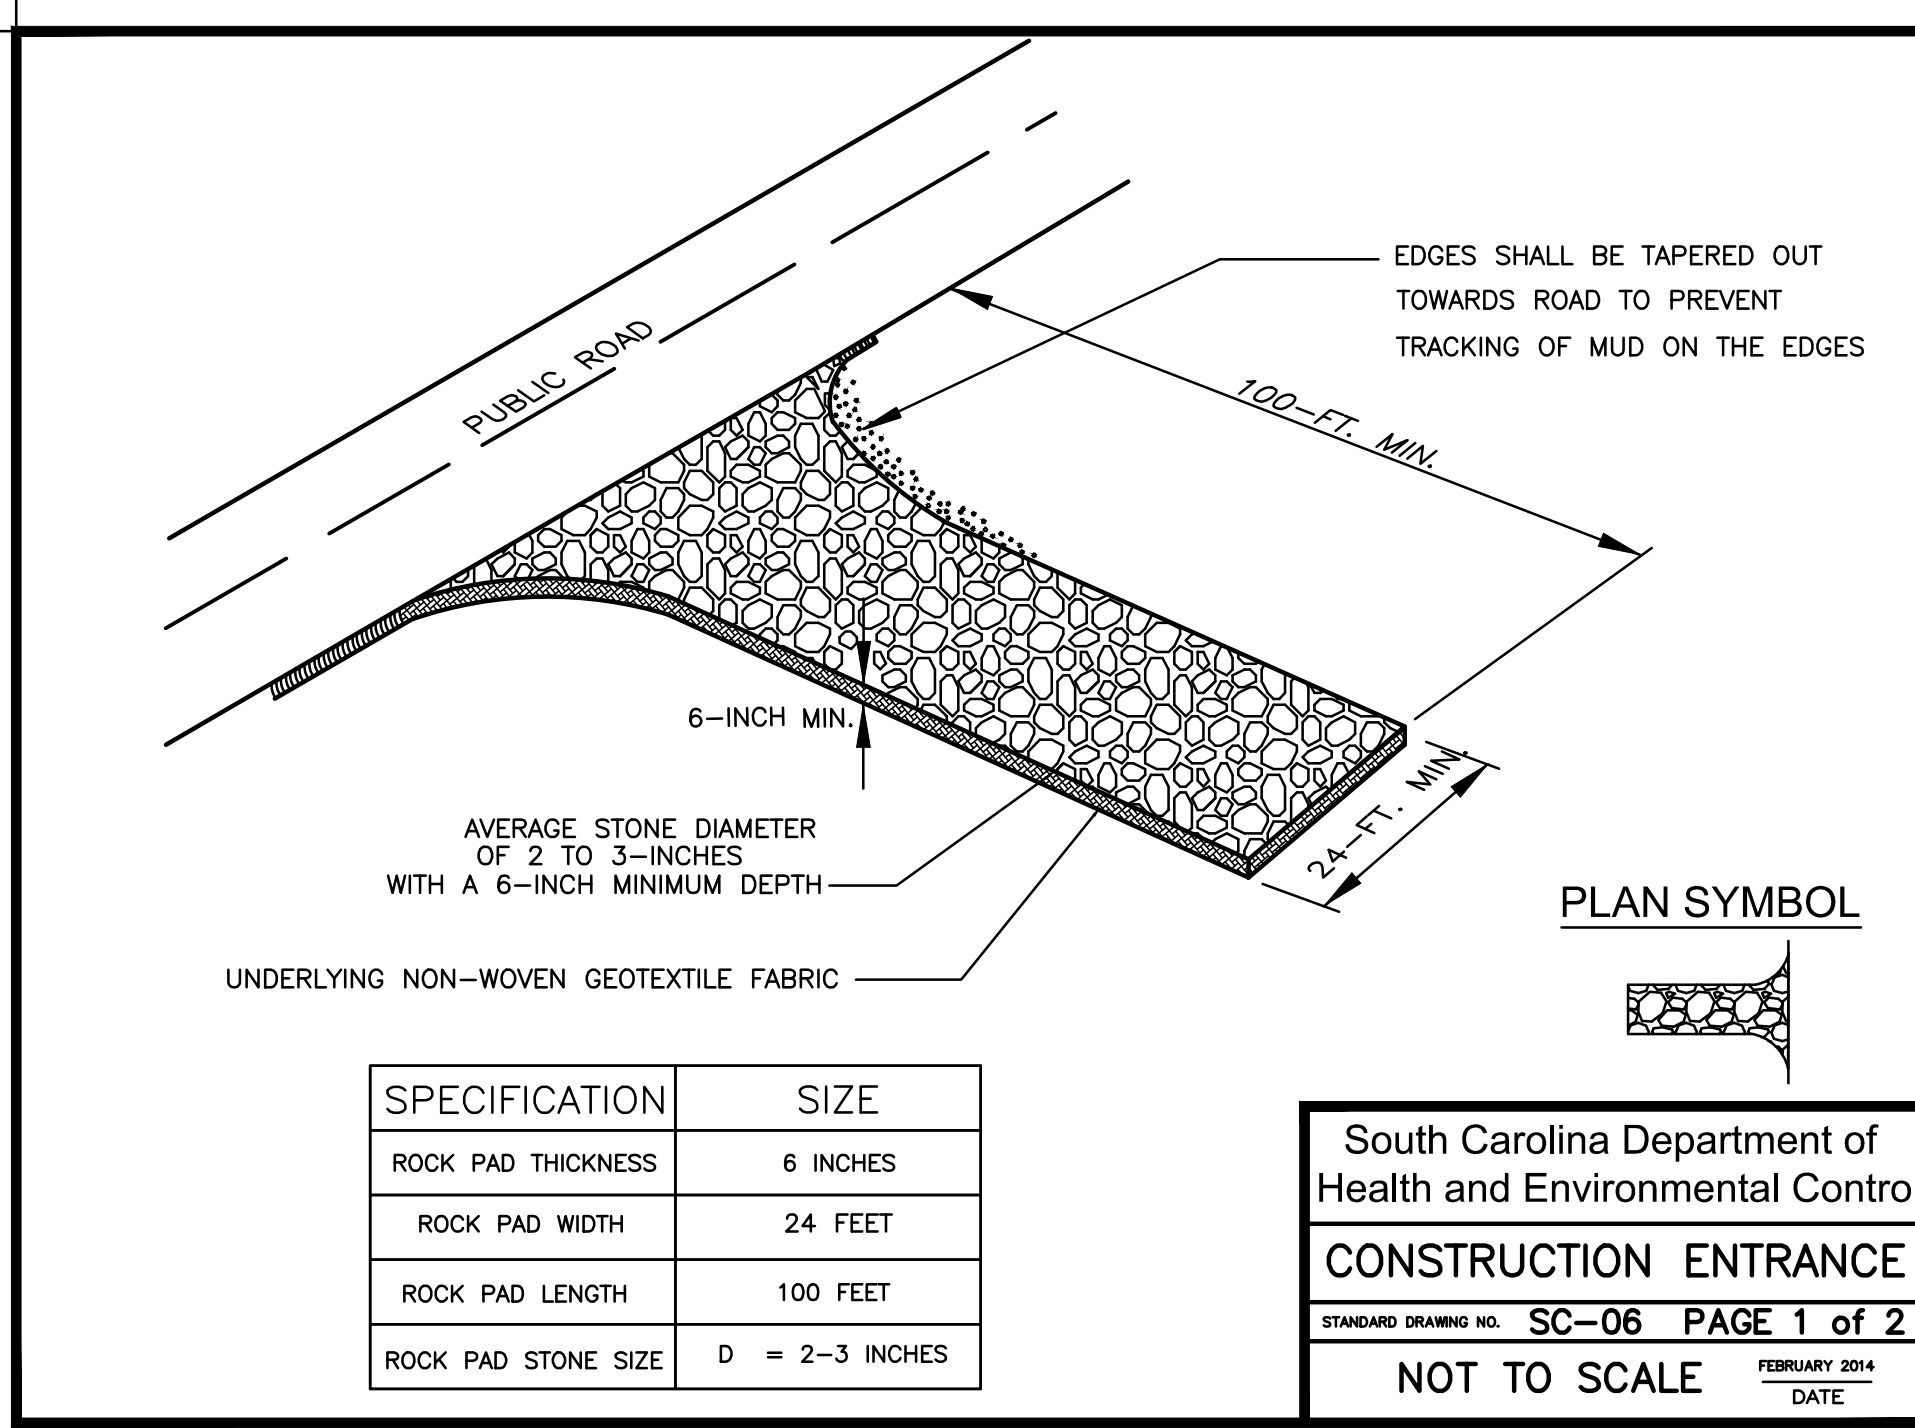 PUBLIC ROAD
EDGES SHALL BE TAPERED OUT
TOWARDS ROAD TO PREVENT
TRACKING OF MUD ON THE EDGES
100-FT. MIN.
6-INCH MIN.
24-FT. MIN.
AVERAGE STONE DIAMETER
OF 2 TO 3-INCHES
WITH A 6-INCH MINIMUM DEPTH
UNDERLYING NON-WOVEN GEOTEXTILE FABRIC
PLAN SYMBOL
SPECIFICATION SIZE
ROCK PAD THICKNESS 6 INCHES
ROCK PAD WIDTH 24 FEET
ROCK PAD LENGTH 100 FEET
ROCK PAD STONE SIZE D = 2-3 INCHES
South Carolina Department of
Health and Environmental Contro
CONSTRUCTION ENTRANCE
STANDARD DRAWING NO. SC-06 PAGE 1 of 2
NOT TO SCALE FEBRUARY 2014
DATE